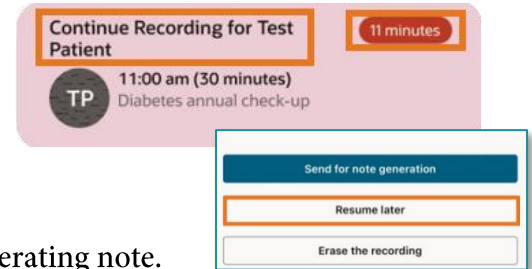 Continue Recording for Test
Patient
11 minutes
TP
11:00 am (30 minutes)
Diabetes annual check-up
Send for note generation
Resume later
Erase the recording
erating note.